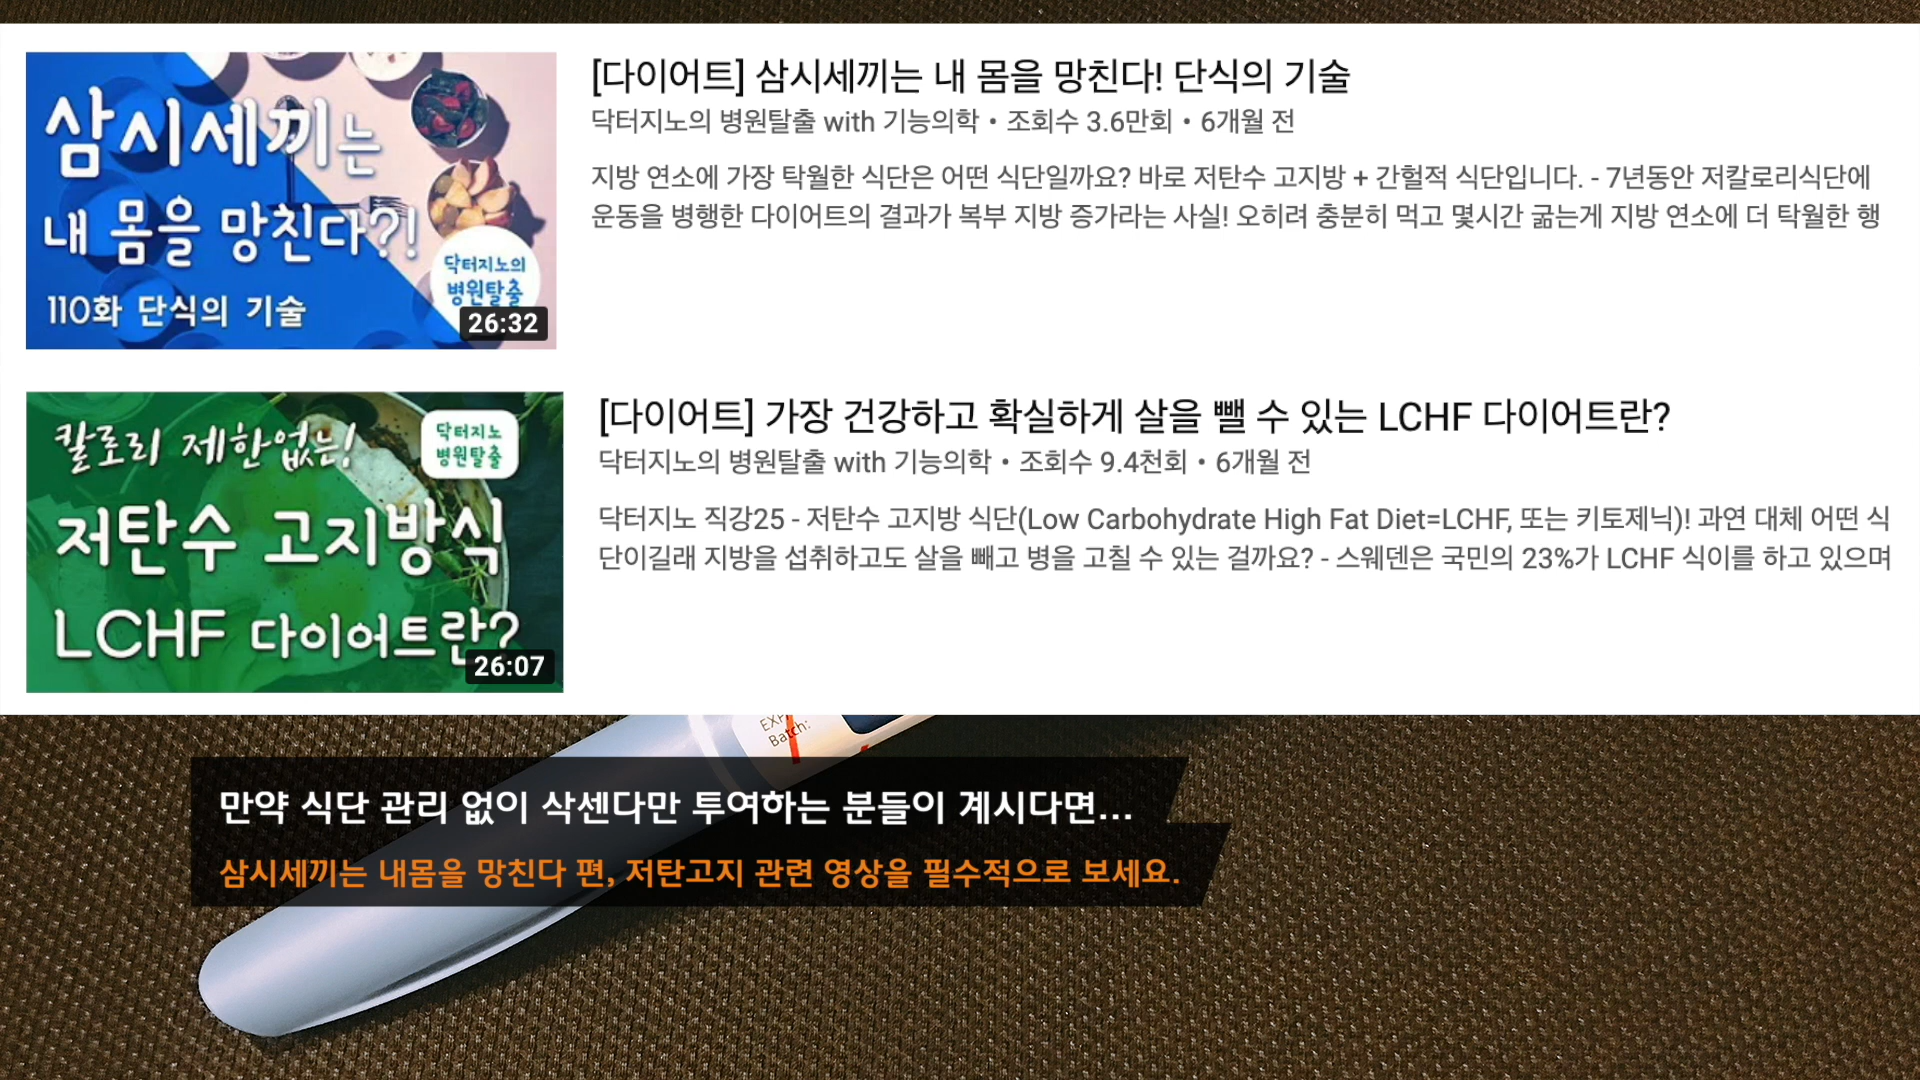 삼시세끼는
내 몸을 망친다?!
110화 단식의 기술
닥터지노의
병원탈출
26:32
[다이어트] 삼시세끼는 내 몸을 망친다! 단식의 기술
닥터지노의 병원탈출 with 기능의학 • 조회수 3.6만회 • 6개월 전
지방 연소에 가장 탁월한 식단은 어떤 식단일까요? 바로 저탄수 고지방 + 간헐적 식단입니다. - 7년동안 저칼로리식단에
운동을 병행한 다이어트의 결과가 복부 지방 증가라는 사실! 오히려 충분히 먹고 몇시간 굶는게 지방 연소에 더 탁월한 행
칼로리 제한없는!
닥터지노
병원탈출
저탄수 고지방식
LCHF 다이어트란?
26:07
[다이어트] 가장 건강하고 확실하게 살을 뺄 수 있는 LCHF 다이어트란?
닥터지노의 병원탈출 with 기능의학 • 조회수 9.4천회 • 6개월 전
닥터지노 직강25 - 저탄수 고지방 식단(Low Carbohydrate High Fat Diet=LCHF, 또는 키토제닉)! 과연 대체 어떤 식
단이길래 지방을 섭취하고도 살을 빼고 병을 고칠 수 있는 걸까요? - 스웨덴은 국민의 23%가 LCHF 식이를 하고 있으며
Batch:
만약 식단 관리 없이 삭센다만 투여하는 분들이 계시다면...
삼시세끼는 내몸을 망친다 편, 저탄고지 관련 영상을 필수적으로 보세요.